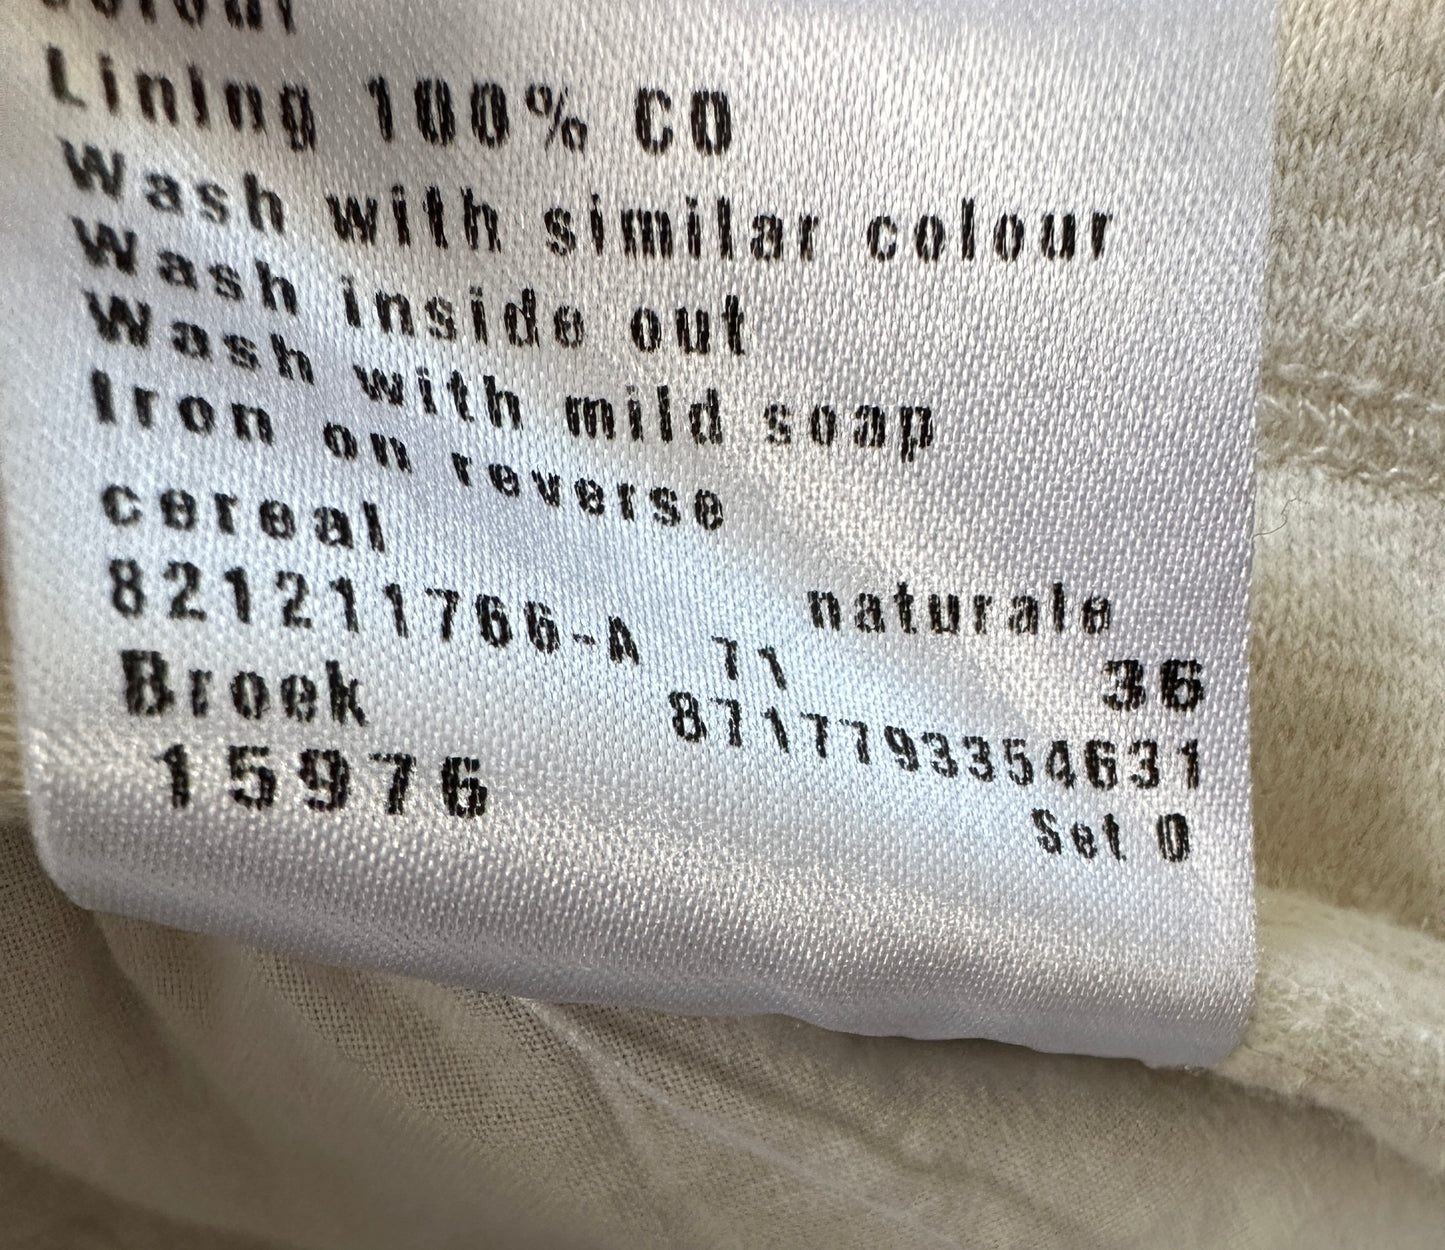 Lining 100% CO
Wash with similar colour
Wash inside out
Wash with mild soap
Iron on reverse
cereal naturale
821211766-A 71 36
Broek 8717793354631
15976 Set 0